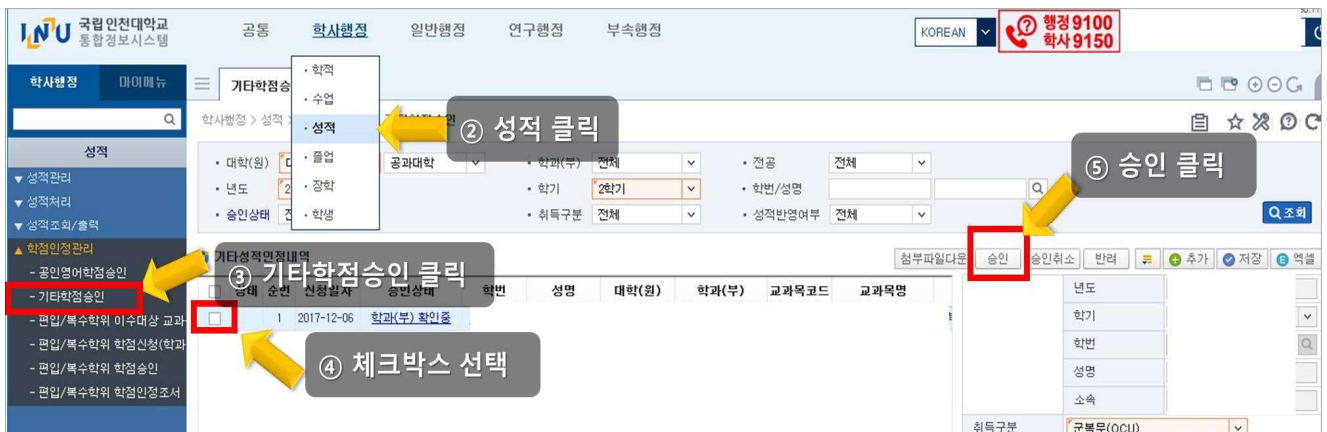 INU 국립인천대학교
통합정보시스템
공통 학사행정 일반행정 연구행정 부속행정
KOREAN
행정 9100
학사 9150
학사행정 마이메뉴
기타학점승
· 학적
· 수업
· 성적
· 졸업
· 장학
· 학생
학사행정 > 성적 >
② 성적 클릭
성적
▼ 성적관리
▼ 성적처리
▼ 성적조회/출력
▲ 학점인정관리
- 공인영어학점승인
- 기타학점승인
- 편입/복수학위 이수대상 교과
- 편입/복수학위 학점신청(학과
- 편입/복수학위 학점승인
- 편입/복수학위 학점인정조서
• 대학(원) 공과대학 • 학과(부) 전체 • 전공 전체
• 년도 2 • 학기 2학기 • 학번/성명
• 승인상태 전 • 취득구분 전체 • 성적반영여부 전체
조회
⑤ 승인 클릭
기타성적인정내역
첨부파일다운 승인 승인취소 반려 추가 저장 엑셀
③ 기타학점승인 클릭
상태 순번 신청일자 승인상태 학번 성명 대학(원) 학과(부) 교과목코드 교과목명
1 2017-12-06 학과(부) 확인중
④ 체크박스 선택
년도
학기
학번
성명
소속
취득구분 군복무(OCU)